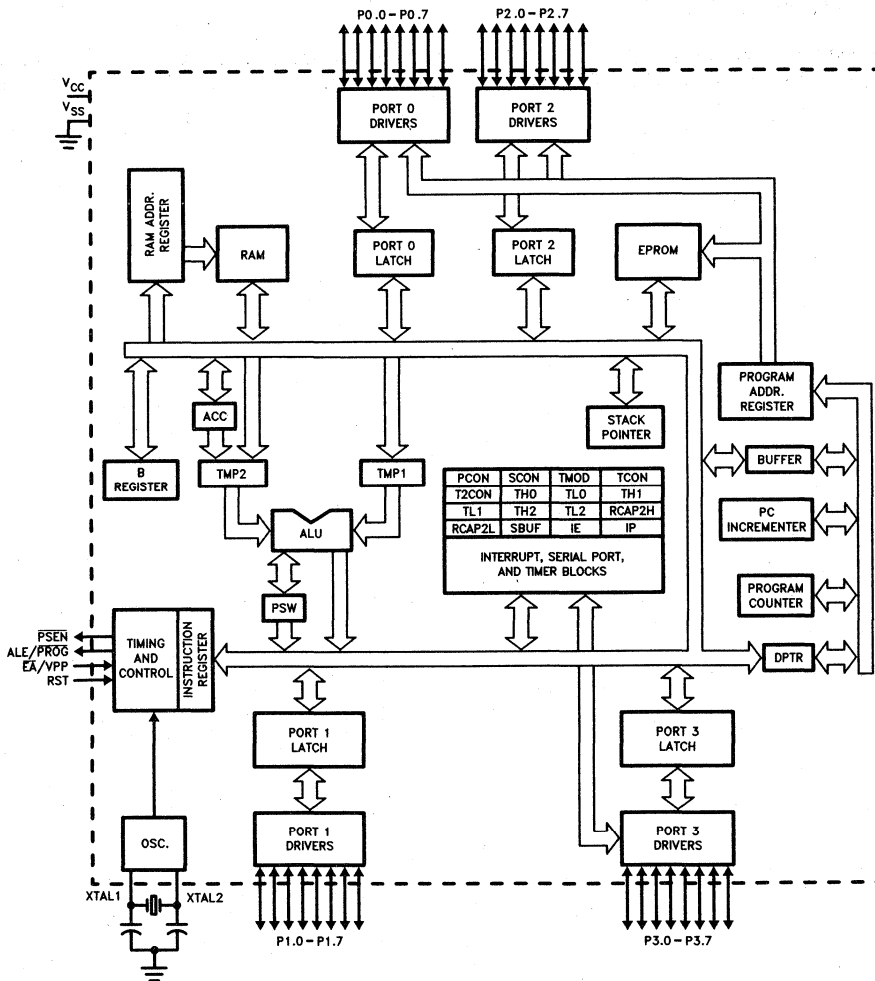 P0.0–P0.7
P2.0–P2.7
VCC
VSS
PORT 0
DRIVERS
PORT 2
DRIVERS
RAM ADDR.
REGISTER
RAM
PORT 0
LATCH
PORT 2
LATCH
EPROM
PROGRAM
ADDR.
REGISTER
ACC
STACK
POINTER
B
REGISTER
TMP2
TMP1
BUFFER
PCON SCON TMOD TCON
T2CON TH0 TL0 TH1
TL1 TH2 TL2 RCAP2H
RCAP2L SBUF IE IP
INTERRUPT, SERIAL PORT,
AND TIMER BLOCKS
PC
INCREMENTER
ALU
PSW
PROGRAM
COUNTER
PSEN
ALE/PROG
EA/VPP
RST
TIMING
AND
CONTROL
INSTRUCTION
REGISTER
DPTR
PORT 1
LATCH
PORT 3
LATCH
OSC.
PORT 1
DRIVERS
PORT 3
DRIVERS
XTAL1
XTAL2
P1.0–P1.7
P3.0–P3.7